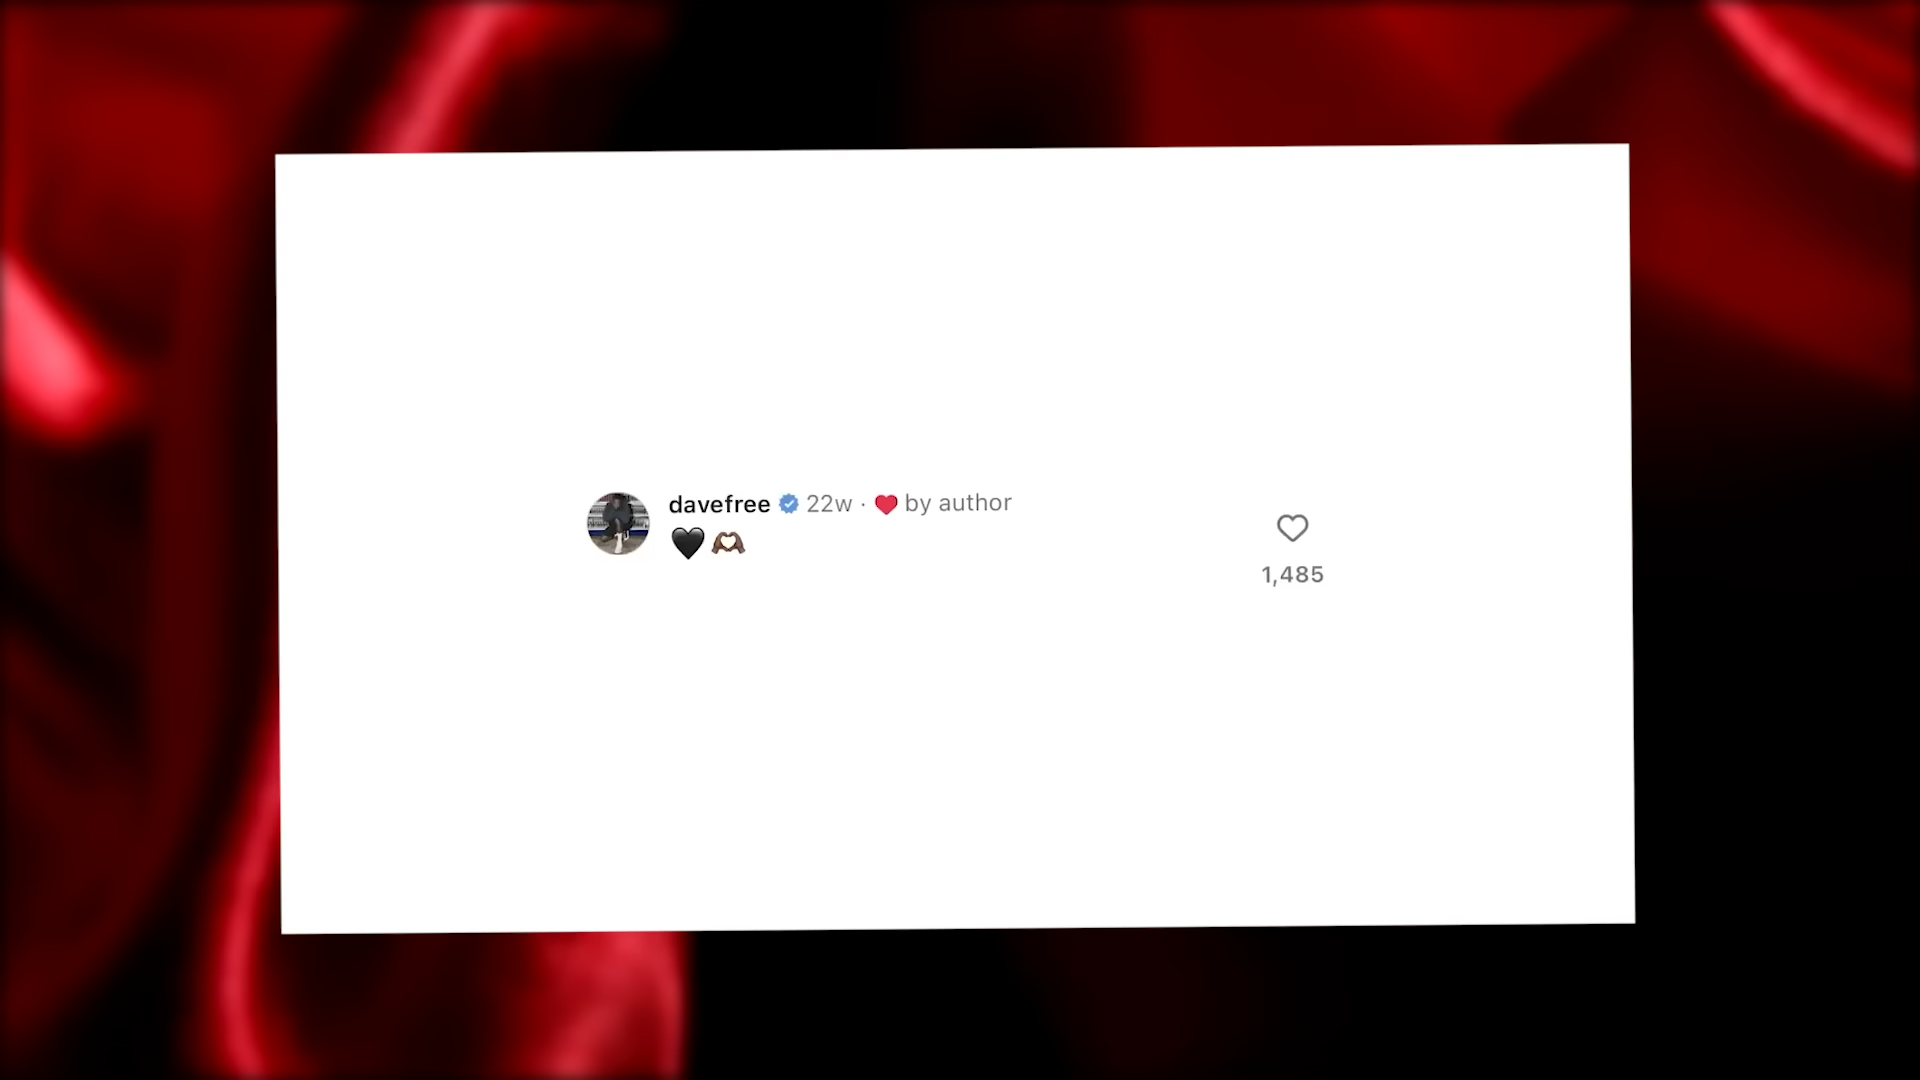 davefree 22w · ❤️ by author
🖤🫶🏾
1,485